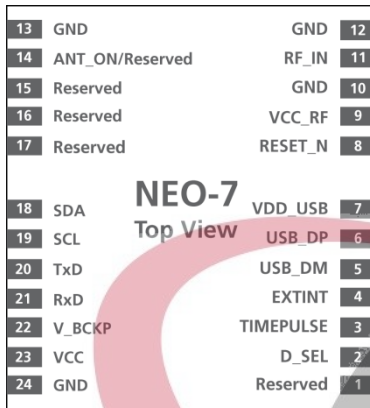 13 GND GND 12
14 ANT_ON/Reserved RF_IN 11
15 Reserved GND 10
16 Reserved VCC_RF 9
17 Reserved RESET_N 8
NEO-7
Top View
18 SDA VDD_USB 7
19 SCL USB_DP 6
20 TxD USB_DM 5
21 RxD EXTINT 4
22 V_BCKP TIMEPULSE 3
23 VCC D_SEL 2
24 GND Reserved 1